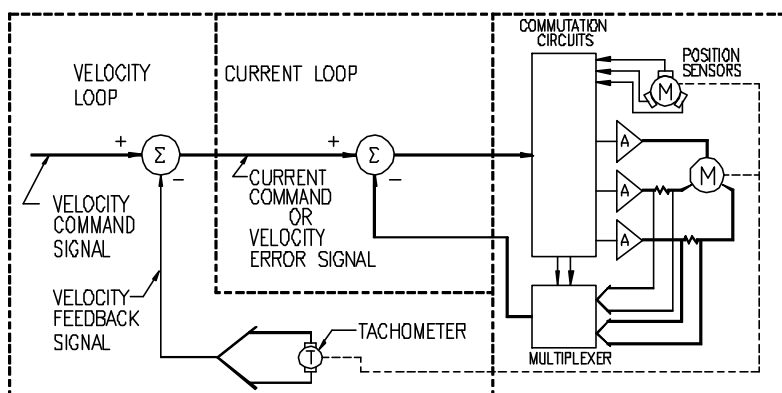 COMMUTATION
CIRCUITS
VELOCITY
LOOP
CURRENT LOOP
POSITION
SENSORS
M
+
Σ
−
+
Σ
−
A
A
A
M
VELOCITY
COMMAND
SIGNAL
CURRENT
COMMAND
OR
VELOCITY
ERROR SIGNAL
VELOCITY
FEEDBACK
SIGNAL
TACHOMETER
T
MULTIPLEXER